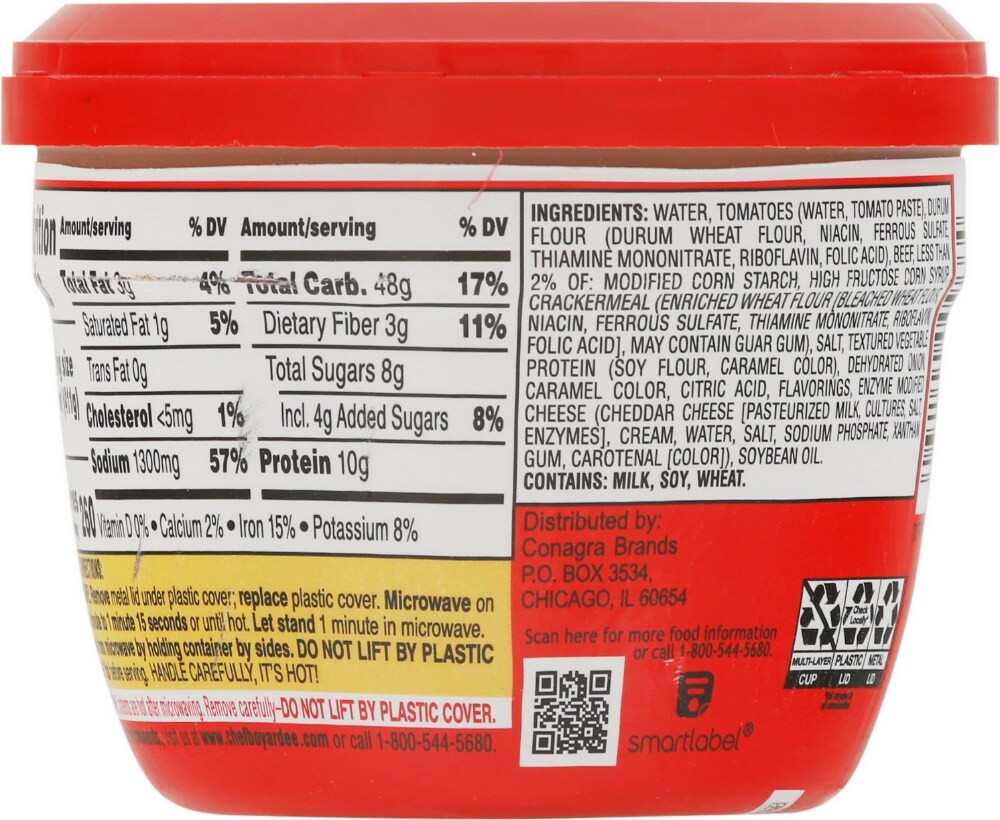 Amount/serving % DV Amount/serving % DV
Total Fat 3g 4% Total Carb. 48g 17%
Saturated Fat 1g 5% Dietary Fiber 3g 11%
Trans Fat 0g Total Sugars 8g
Cholesterol <5mg 1% Incl. 4g Added Sugars 8%
Sodium 1300mg 57% Protein 10g
260 Vitamin D 0% • Calcium 2% • Iron 15% • Potassium 8%
Remove metal lid under plastic cover; replace plastic cover. Microwave on
1 minute 15 seconds or until hot. Let stand 1 minute in microwave.
microwave by holding container by sides. DO NOT LIFT BY PLASTIC
before serving. HANDLE CAREFULLY, IT'S HOT!
are hot after microwaving. Remove carefully–DO NOT LIFT BY PLASTIC COVER.
visit us at www.chefboyardee.com or call 1-800-544-5680.
INGREDIENTS: WATER, TOMATOES (WATER, TOMATO PASTE), DURUM
FLOUR (DURUM WHEAT FLOUR, NIACIN, FERROUS SULFATE,
THIAMINE MONONITRATE, RIBOFLAVIN, FOLIC ACID), BEEF, LESS THAN
2% OF: MODIFIED CORN STARCH, HIGH FRUCTOSE CORN SYRUP,
CRACKERMEAL (ENRICHED WHEAT FLOUR [BLEACHED WHEAT FLOUR,
NIACIN, FERROUS SULFATE, THIAMINE MONONITRATE, RIBOFLAVIN,
FOLIC ACID], MAY CONTAIN GUAR GUM), SALT, TEXTURED VEGETABLE
PROTEIN (SOY FLOUR, CARAMEL COLOR), DEHYDRATED ONION,
CARAMEL COLOR, CITRIC ACID, FLAVORINGS, ENZYME MODIFIED
CHEESE (CHEDDAR CHEESE [PASTEURIZED MILK, CULTURES, SALT,
ENZYMES], CREAM, WATER, SALT, SODIUM PHOSPHATE, XANTHAN
GUM, CAROTENAL [COLOR]), SOYBEAN OIL.
CONTAINS: MILK, SOY, WHEAT.
Distributed by:
Conagra Brands
P.O. BOX 3534,
CHICAGO, IL 60654
Scan here for more food information
or call 1-800-544-5680.
smartlabel®
Check
Locally*
MULTI-LAYER PLASTIC METAL
CUP LID LID